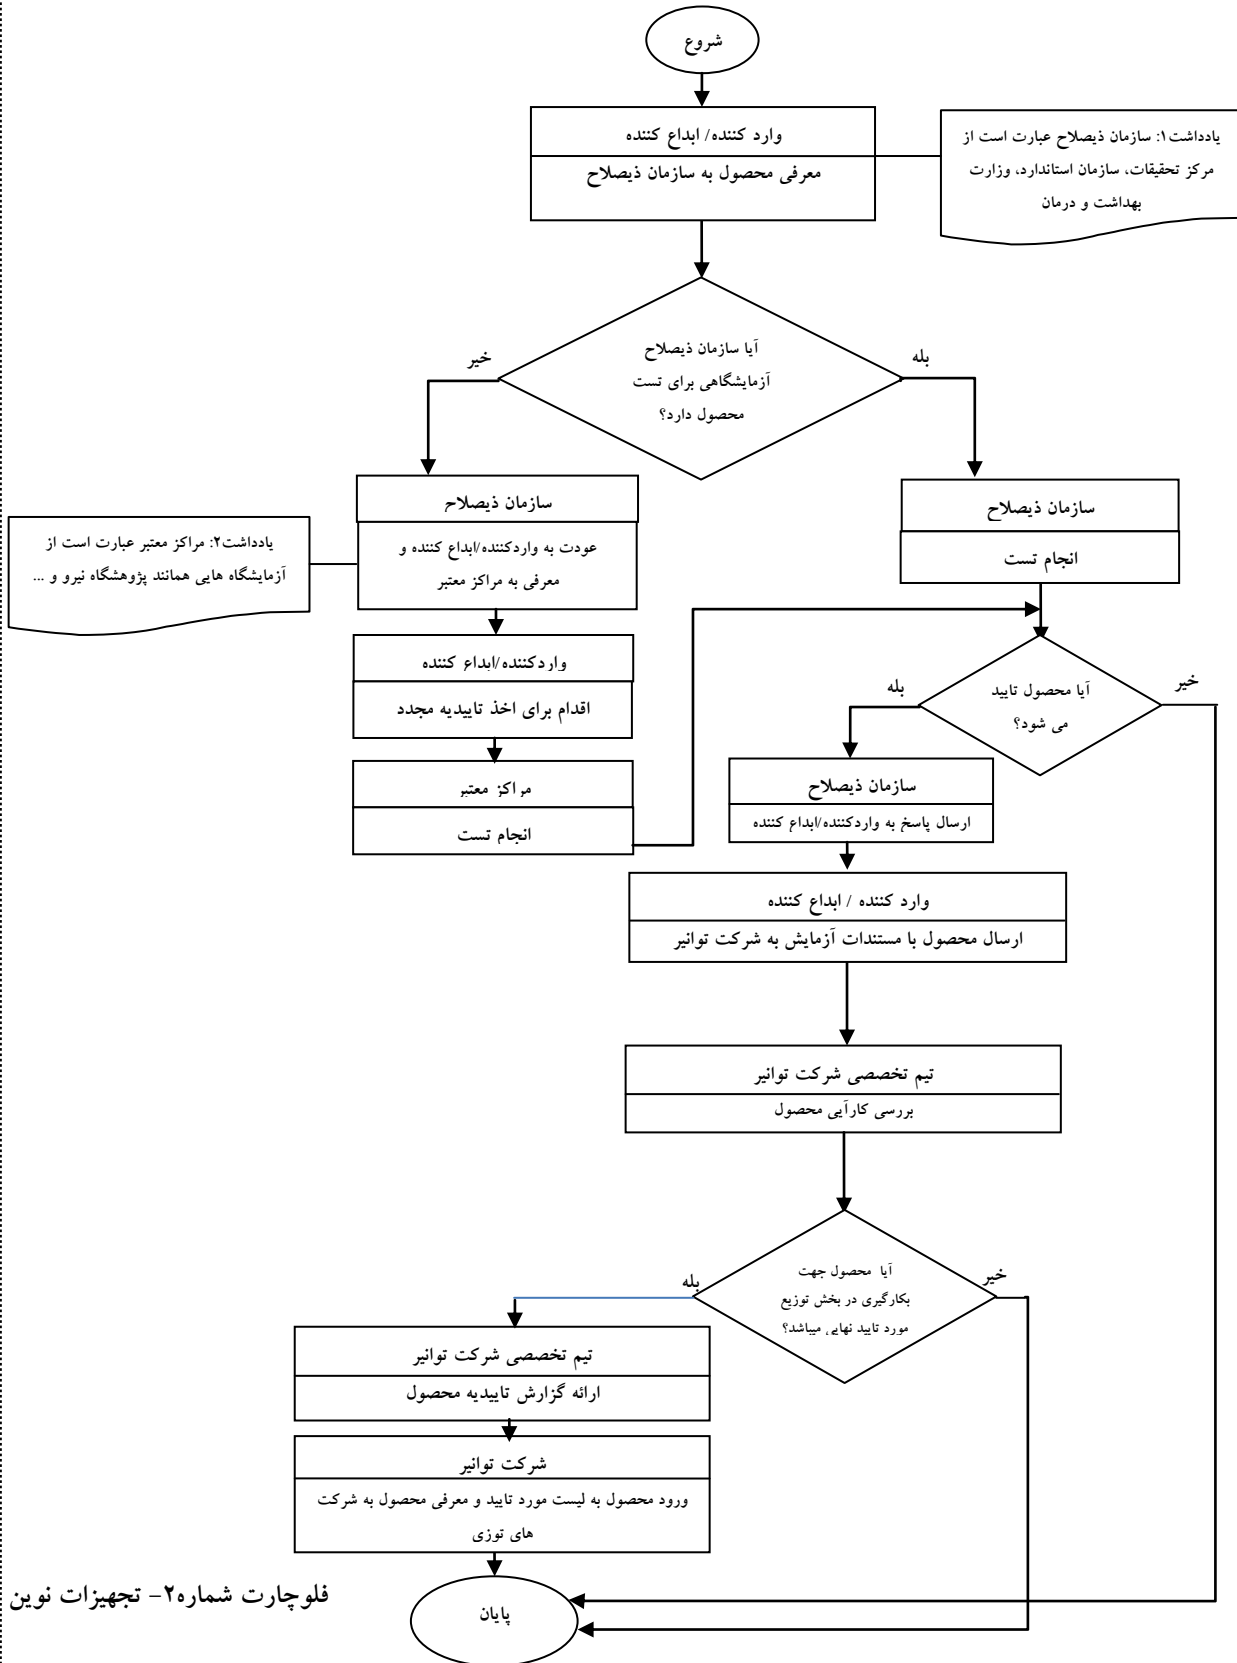 شروع
وارد کننده/ ابداع کننده
معرفی محصول به سازمان ذیصلاح
یادداشت۱: سازمان ذیصلاح عبارت است از
مرکز تحقیقات، سازمان استاندارد، وزارت
بهداشت و درمان
آیا سازمان ذیصلاح
آزمایشگاهی برای تست
محصول دارد؟
بله
خیر
سازمان ذیصلاح
انجام تست
سازمان ذیصلاح
عودت به واردکننده/ابداع کننده و
معرفی به مراکز معتبر
یادداشت۲: مراکز معتبر عبارت است از
آزمایشگاه هایی همانند پژوهشگاه نیرو و ...
واردکننده/ابداع کننده
اقدام برای اخذ تاییدیه مجدد
مراکز معتبر
انجام تست
آیا محصول تایید
می شود؟
خیر
بله
سازمان ذیصلاح
ارسال پاسخ به واردکننده/ابداع کننده
وارد کننده / ابداع کننده
ارسال محصول با مستندات آزمایش به شرکت توانیر
تیم تخصصی شرکت توانیر
بررسی کارآیی محصول
آیا محصول جهت
بکارگیری در بخش توزیع
مورد تایید نهایی میباشد؟
خیر
بله
تیم تخصصی شرکت توانیر
ارائه گزارش تاییدیه محصول
شرکت توانیر
ورود محصول به لیست مورد تایید و معرفی محصول به شرکت
های توزی
پایان
فلوچارت شماره۲- تجهیزات نوین